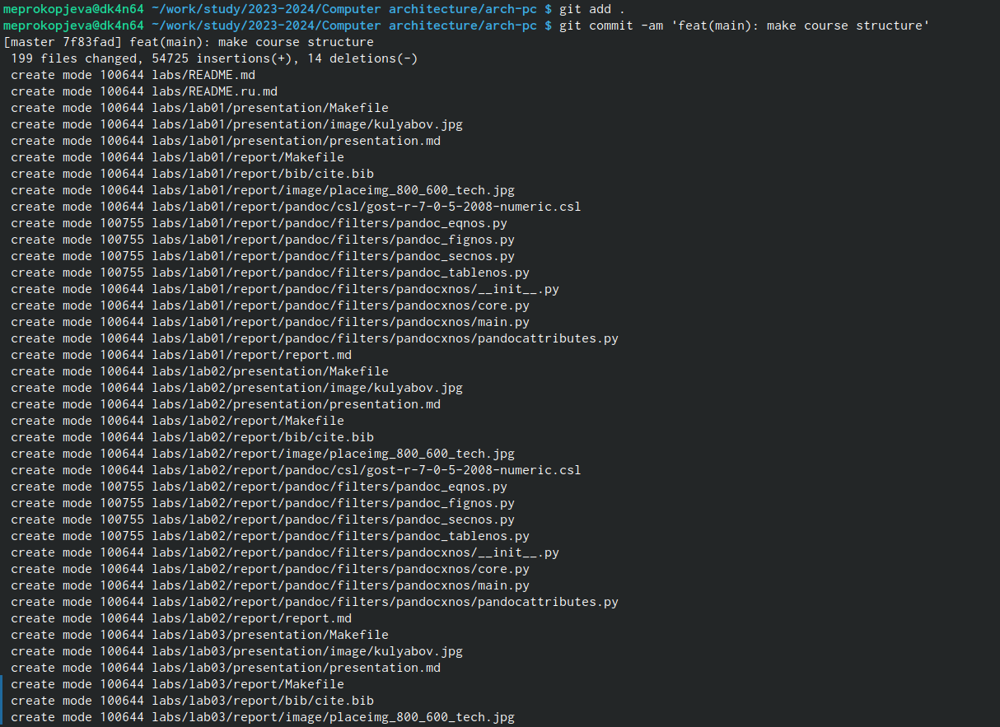 meprokopjeva@dk4n64 ~/work/study/2023-2024/Computer architecture/arch-pc $ git add .
meprokopjeva@dk4n64 ~/work/study/2023-2024/Computer architecture/arch-pc $ git commit -am 'feat(main): make course structure'
[master 7f83fad] feat(main): make course structure
 199 files changed, 54725 insertions(+), 14 deletions(-)
 create mode 100644 labs/README.md
 create mode 100644 labs/README.ru.md
 create mode 100644 labs/lab01/presentation/Makefile
 create mode 100644 labs/lab01/presentation/image/kulyabov.jpg
 create mode 100644 labs/lab01/presentation/presentation.md
 create mode 100644 labs/lab01/report/Makefile
 create mode 100644 labs/lab01/report/bib/cite.bib
 create mode 100644 labs/lab01/report/image/placeimg_800_600_tech.jpg
 create mode 100644 labs/lab01/report/pandoc/csl/gost-r-7-0-5-2008-numeric.csl
 create mode 100755 labs/lab01/report/pandoc/filters/pandoc_eqnos.py
 create mode 100755 labs/lab01/report/pandoc/filters/pandoc_fignos.py
 create mode 100755 labs/lab01/report/pandoc/filters/pandoc_secnos.py
 create mode 100755 labs/lab01/report/pandoc/filters/pandoc_tablenos.py
 create mode 100644 labs/lab01/report/pandoc/filters/pandocxnos/__init__.py
 create mode 100644 labs/lab01/report/pandoc/filters/pandocxnos/core.py
 create mode 100644 labs/lab01/report/pandoc/filters/pandocxnos/main.py
 create mode 100644 labs/lab01/report/pandoc/filters/pandocxnos/pandocattributes.py
 create mode 100644 labs/lab01/report/report.md
 create mode 100644 labs/lab02/presentation/Makefile
 create mode 100644 labs/lab02/presentation/image/kulyabov.jpg
 create mode 100644 labs/lab02/presentation/presentation.md
 create mode 100644 labs/lab02/report/Makefile
 create mode 100644 labs/lab02/report/bib/cite.bib
 create mode 100644 labs/lab02/report/image/placeimg_800_600_tech.jpg
 create mode 100644 labs/lab02/report/pandoc/csl/gost-r-7-0-5-2008-numeric.csl
 create mode 100755 labs/lab02/report/pandoc/filters/pandoc_eqnos.py
 create mode 100755 labs/lab02/report/pandoc/filters/pandoc_fignos.py
 create mode 100755 labs/lab02/report/pandoc/filters/pandoc_secnos.py
 create mode 100755 labs/lab02/report/pandoc/filters/pandoc_tablenos.py
 create mode 100644 labs/lab02/report/pandoc/filters/pandocxnos/__init__.py
 create mode 100644 labs/lab02/report/pandoc/filters/pandocxnos/core.py
 create mode 100644 labs/lab02/report/pandoc/filters/pandocxnos/main.py
 create mode 100644 labs/lab02/report/pandoc/filters/pandocxnos/pandocattributes.py
 create mode 100644 labs/lab02/report/report.md
 create mode 100644 labs/lab03/presentation/Makefile
 create mode 100644 labs/lab03/presentation/image/kulyabov.jpg
 create mode 100644 labs/lab03/presentation/presentation.md
 create mode 100644 labs/lab03/report/Makefile
 create mode 100644 labs/lab03/report/bib/cite.bib
 create mode 100644 labs/lab03/report/image/placeimg_800_600_tech.jpg